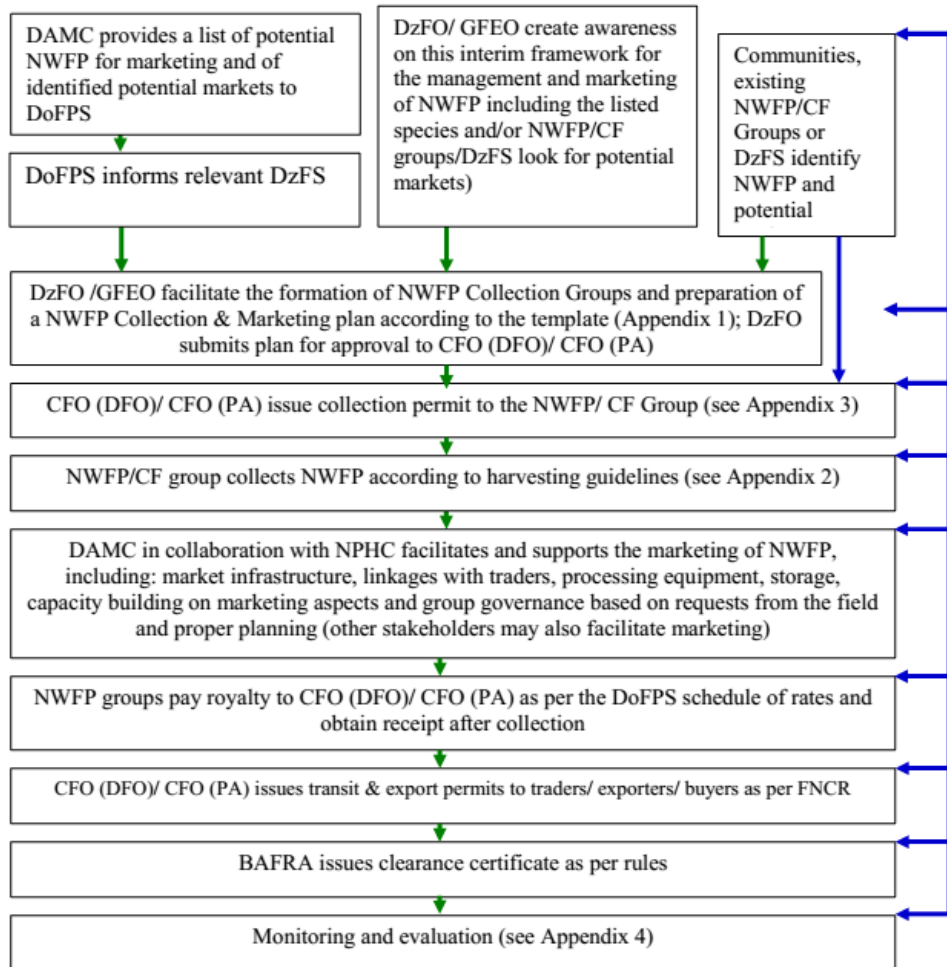 DAMC provides a list of potential
NWFP for marketing and of
identified potential markets to
DoFPS
DoFPS informs relevant DzFS
DzFO/ GFEO create awareness
on this interim framework for
the management and marketing
of NWFP including the listed
species and/or NWFP/CF
groups/DzFS look for potential
markets)
Communities,
existing
NWFP/CF
Groups or
DzFS identify
NWFP and
potential
DzFO /GFEO facilitate the formation of NWFP Collection Groups and preparation of
a NWFP Collection & Marketing plan according to the template (Appendix 1); DzFO
submits plan for approval to CFO (DFO)/ CFO (PA)
CFO (DFO)/ CFO (PA) issue collection permit to the NWFP/ CF Group (see Appendix 3)
NWFP/CF group collects NWFP according to harvesting guidelines (see Appendix 2)
DAMC in collaboration with NPHC facilitates and supports the marketing of NWFP,
including: market infrastructure, linkages with traders, processing equipment, storage,
capacity building on marketing aspects and group governance based on requests from the field
and proper planning (other stakeholders may also facilitate marketing)
NWFP groups pay royalty to CFO (DFO)/ CFO (PA) as per the DoFPS schedule of rates and
obtain receipt after collection
CFO (DFO)/ CFO (PA) issues transit & export permits to traders/ exporters/ buyers as per FNCR
BAFRA issues clearance certificate as per rules
Monitoring and evaluation (see Appendix 4)